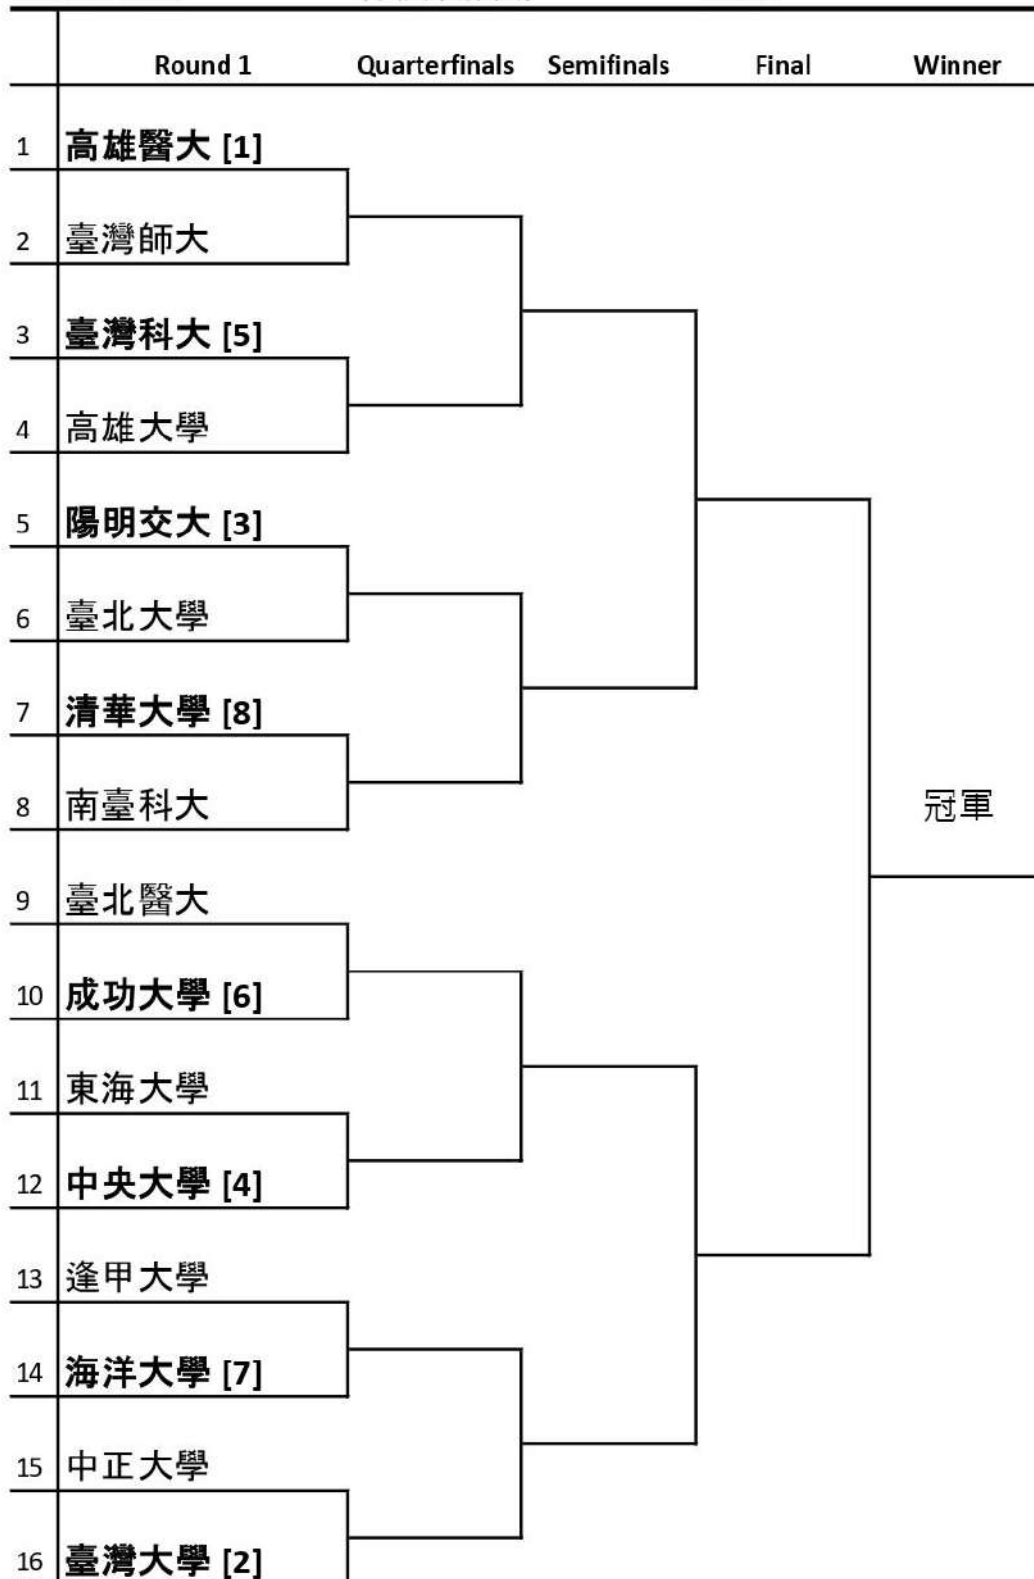 Round 1 Quarterfinals Semifinals Final Winner
1 高雄醫大 [1]
2 臺灣師大
3 臺灣科大 [5]
4 高雄大學
5 陽明交大 [3]
6 臺北大學
7 清華大學 [8]
8 南臺科大
冠軍
9 臺北醫大
10 成功大學 [6]
11 東海大學
12 中央大學 [4]
13 逢甲大學
14 海洋大學 [7]
15 中正大學
16 臺灣大學 [2]